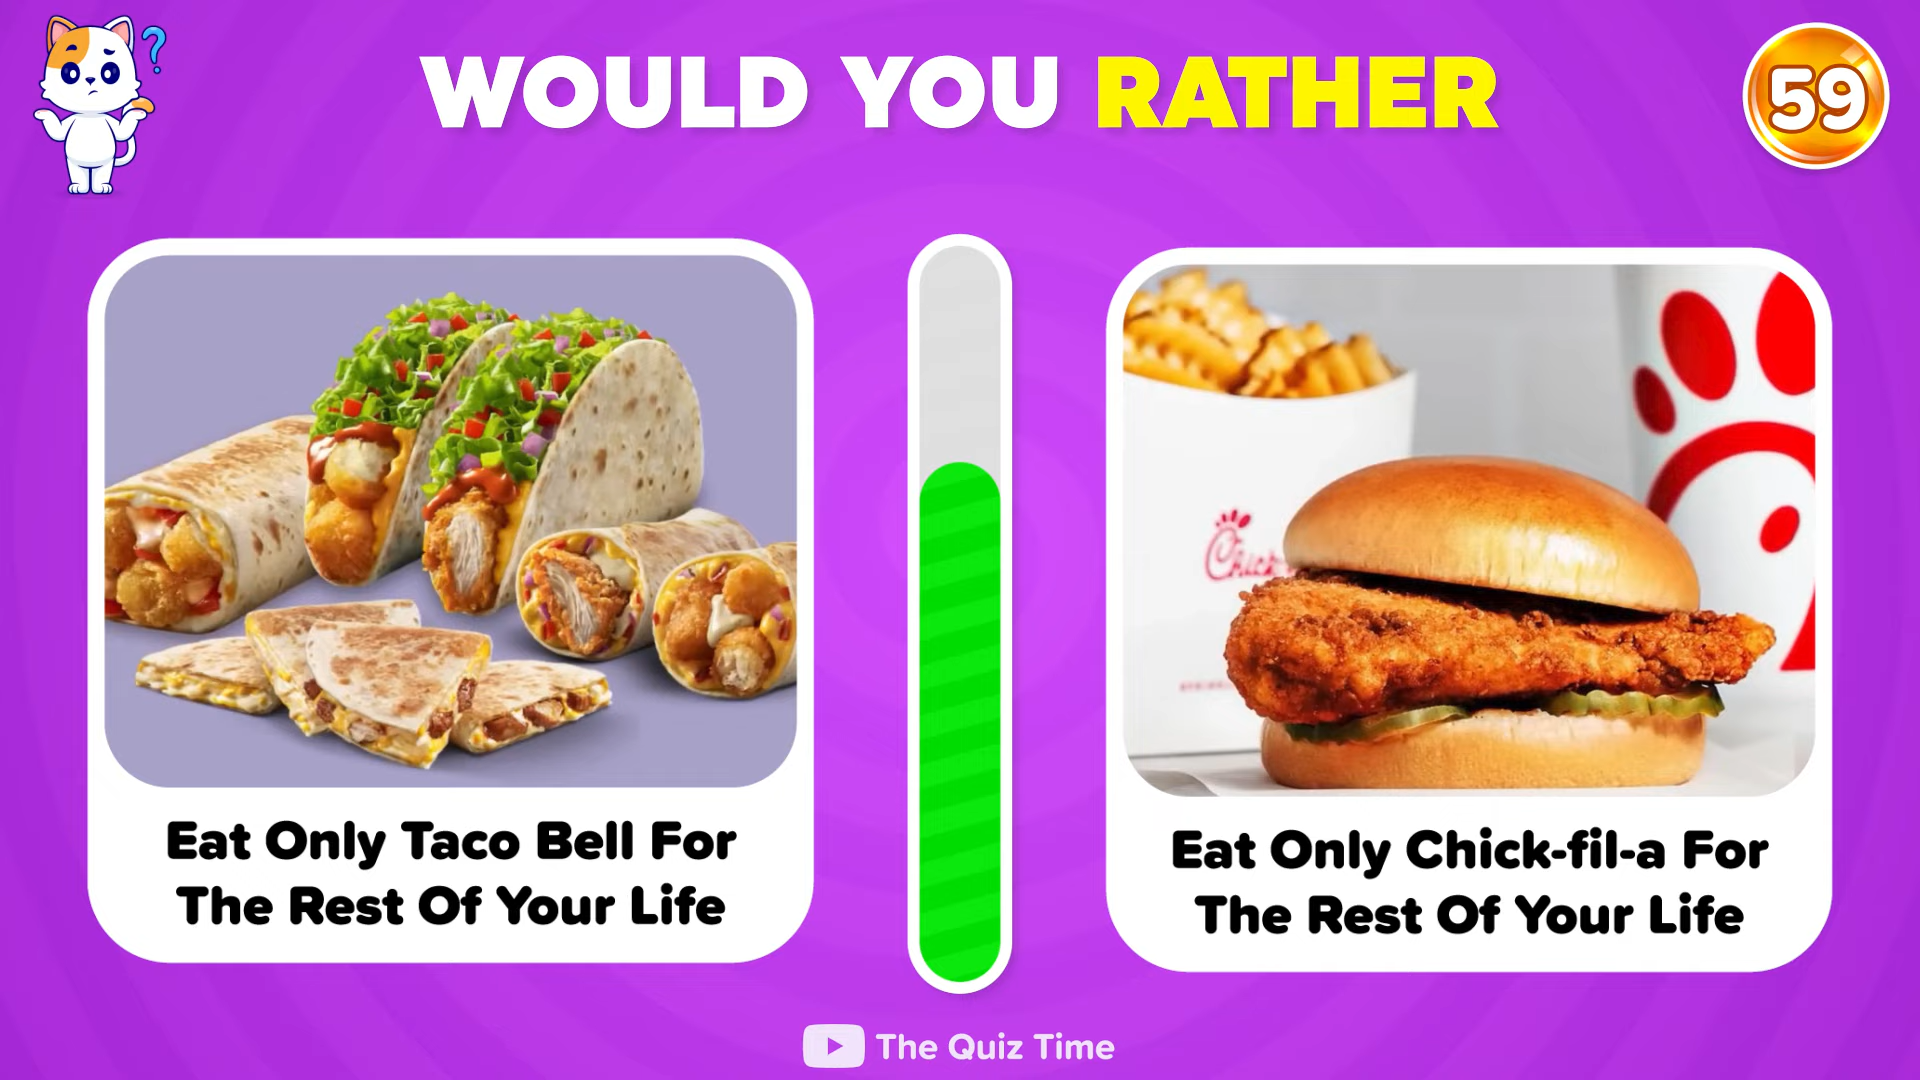 ?
WOULD YOU RATHER
59
Chick
Eat Only Taco Bell For
The Rest Of Your Life
Eat Only Chick-fil-a For
The Rest Of Your Life
The Quiz Time